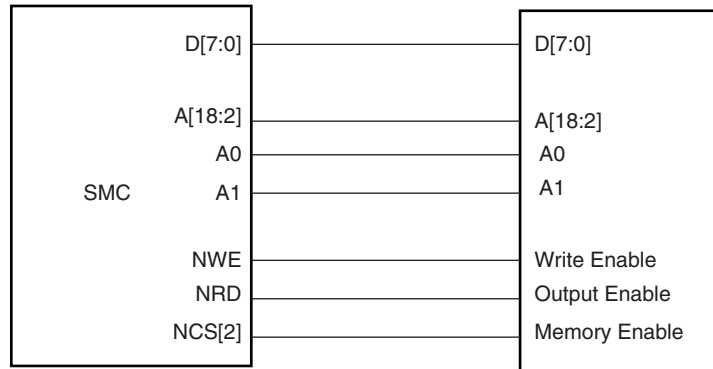 D[7:0] D[7:0]
A[18:2] A[18:2]
A0 A0
SMC A1 A1
NWE Write Enable
NRD Output Enable
NCS[2] Memory Enable